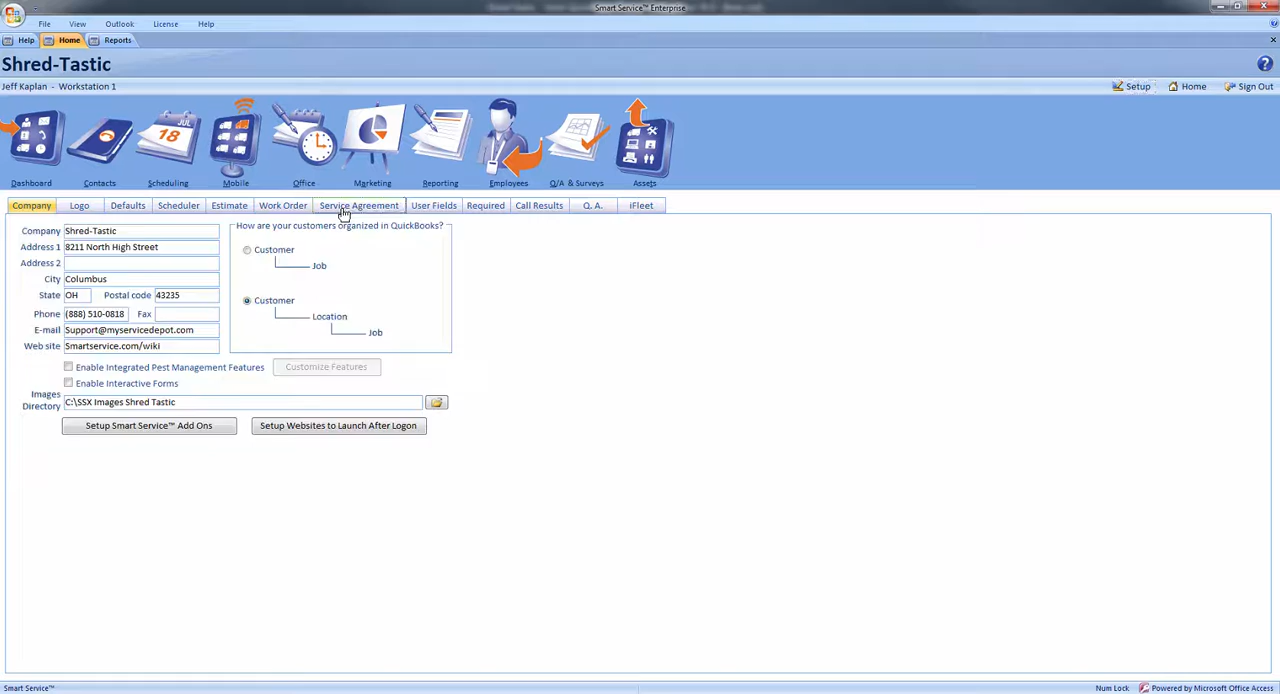 Smart Service™ Enterprise
File View Outlook License Help
Help Home Reports
Shred-Tastic
Jeff Kaplan - Workstation 1 Setup Home Sign Out
JUL
18
Dashboard Contacts Scheduling Mobile Office Marketing Reporting Employees Q/A & Surveys Assets
Company Logo Defaults Scheduler Estimate Work Order Service Agreement User Fields Required Call Results Q. A. iFleet
Company Shred-Tastic
Address 1 8211 North High Street
Address 2
City Columbus
State OH Postal code 43235
Phone (888) 510-0818 Fax
E-mail Support@myservicedepot.com
Web site Smartservice.com/wiki
How are your customers organized in QuickBooks?
Customer
Job
Customer
Location
Job
Enable Integrated Pest Management Features Customize Features
Enable Interactive Forms
Images Directory C:\SSX Images Shred Tastic
Setup Smart Service™ Add Ons Setup Websites to Launch After Logon
Smart Service™ Num Lock Powered by Microsoft Office Access